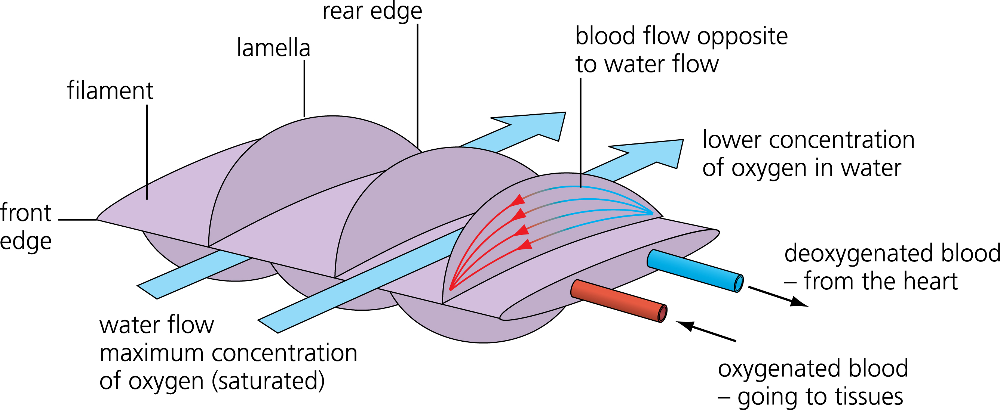 rear edge
lamella
filament
front
edge
blood flow opposite
to water flow
lower concentration
of oxygen in water
deoxygenated blood
– from the heart
oxygenated blood
– going to tissues
water flow
maximum concentration
of oxygen (saturated)